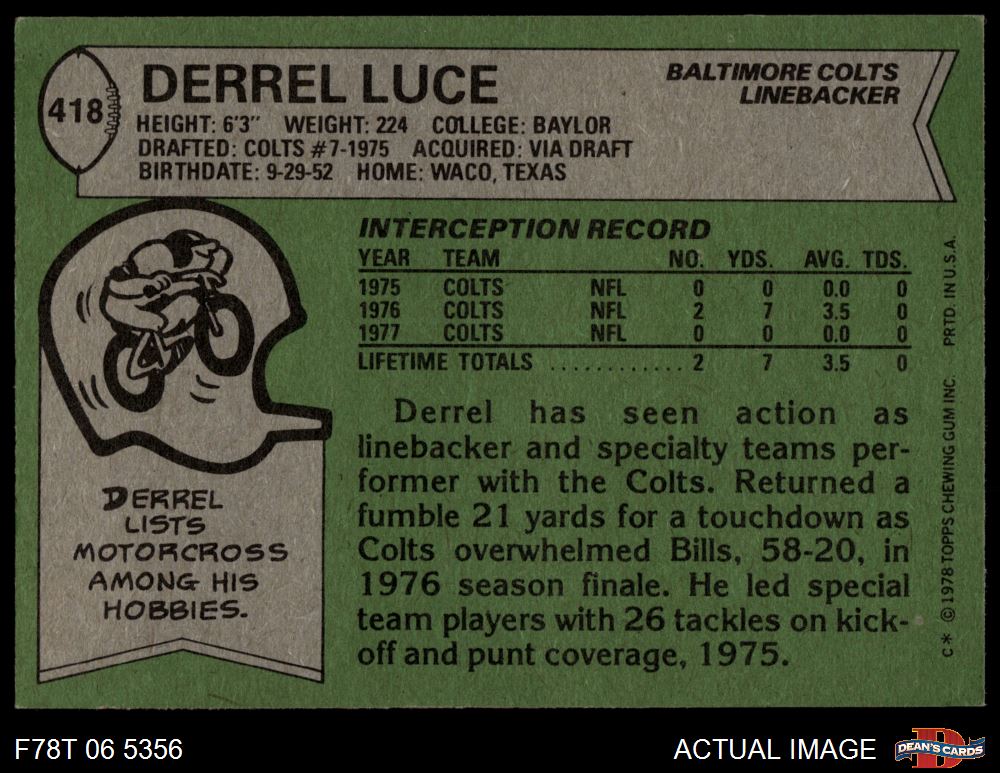 418
DERREL LUCE
BALTIMORE COLTS
LINEBACKER
HEIGHT: 6'3" WEIGHT: 224 COLLEGE: BAYLOR
DRAFTED: COLTS #7-1975 ACQUIRED: VIA DRAFT
BIRTHDATE: 9-29-52 HOME: WACO, TEXAS
INTERCEPTION RECORD
YEAR TEAM NO. YDS. AVG. TDS.
1975 COLTS NFL 0 0 0.0 0
1976 COLTS NFL 2 7 3.5 0
1977 COLTS NFL 0 0 0.0 0
LIFETIME TOTALS ............ 2 7 3.5 0
Derrel has seen action as
linebacker and specialty teams per-
former with the Colts. Returned a
fumble 21 yards for a touchdown as
Colts overwhelmed Bills, 58-20, in
1976 season finale. He led special
team players with 26 tackles on kick-
off and punt coverage, 1975.
DERREL
LISTS
MOTORCROSS
AMONG HIS
HOBBIES.
C* ©1978 TOPPS CHEWING GUM INC. PRTD. IN U.S.A.
F78T 06 5356
ACTUAL IMAGE
D
DEAN'S CARDS